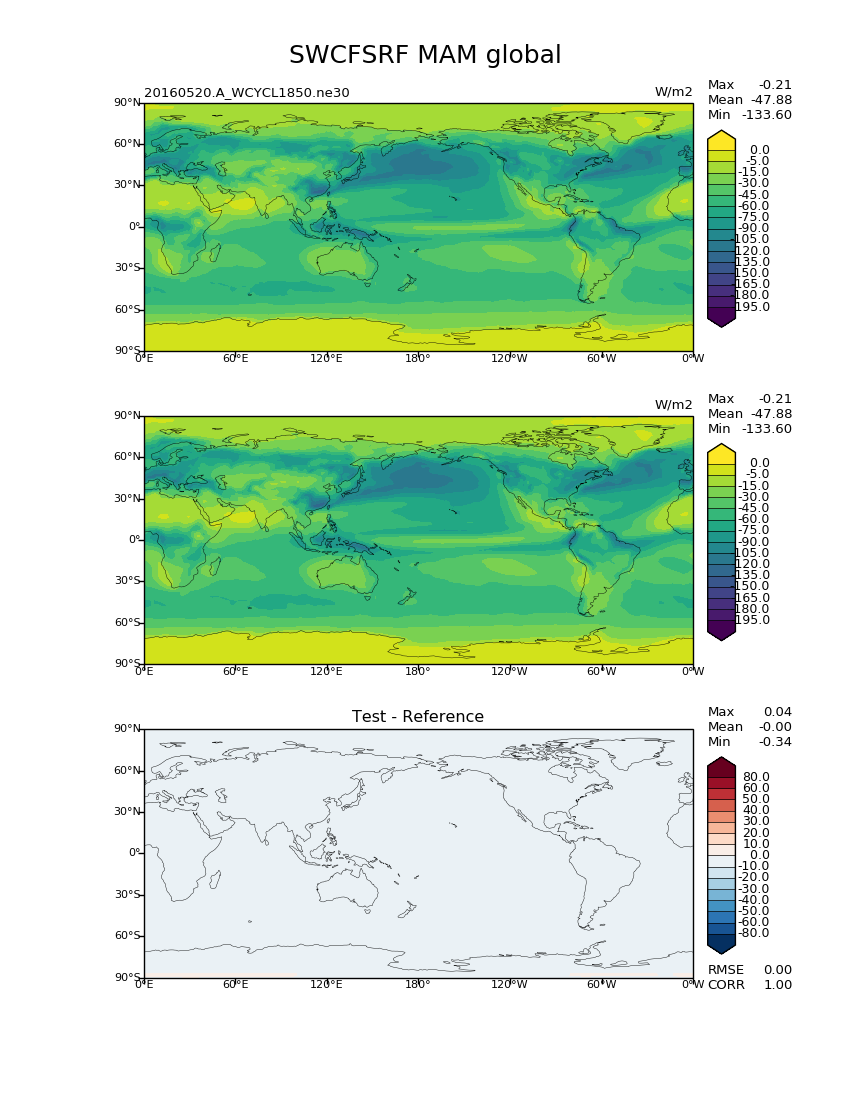 SWCFSRF MAM global
20160520.A_WCYCL1850.ne30
W/m2
Max -0.21
Mean -47.88
Min -133.60
90°N
60°N
30°N
0°
30°S
60°S
90°S
0°E 60°E 120°E 180° 120°W 60°W 0°W
0.0
-5.0
-15.0
-30.0
-45.0
-60.0
-75.0
-90.0
-105.0
-120.0
-135.0
-150.0
-165.0
-180.0
-195.0
W/m2
Max -0.21
Mean -47.88
Min -133.60
90°N
60°N
30°N
0°
30°S
60°S
90°S
0°E 60°E 120°E 180° 120°W 60°W 0°W
0.0
-5.0
-15.0
-30.0
-45.0
-60.0
-75.0
-90.0
-105.0
-120.0
-135.0
-150.0
-165.0
-180.0
-195.0
Test - Reference
Max 0.04
Mean -0.00
Min -0.34
90°N
60°N
30°N
0°
30°S
60°S
90°S
0°E 60°E 120°E 180° 120°W 60°W 0°W
80.0
60.0
50.0
40.0
30.0
20.0
10.0
0.0
-10.0
-20.0
-30.0
-40.0
-50.0
-60.0
-80.0
RMSE 0.00
CORR 1.00